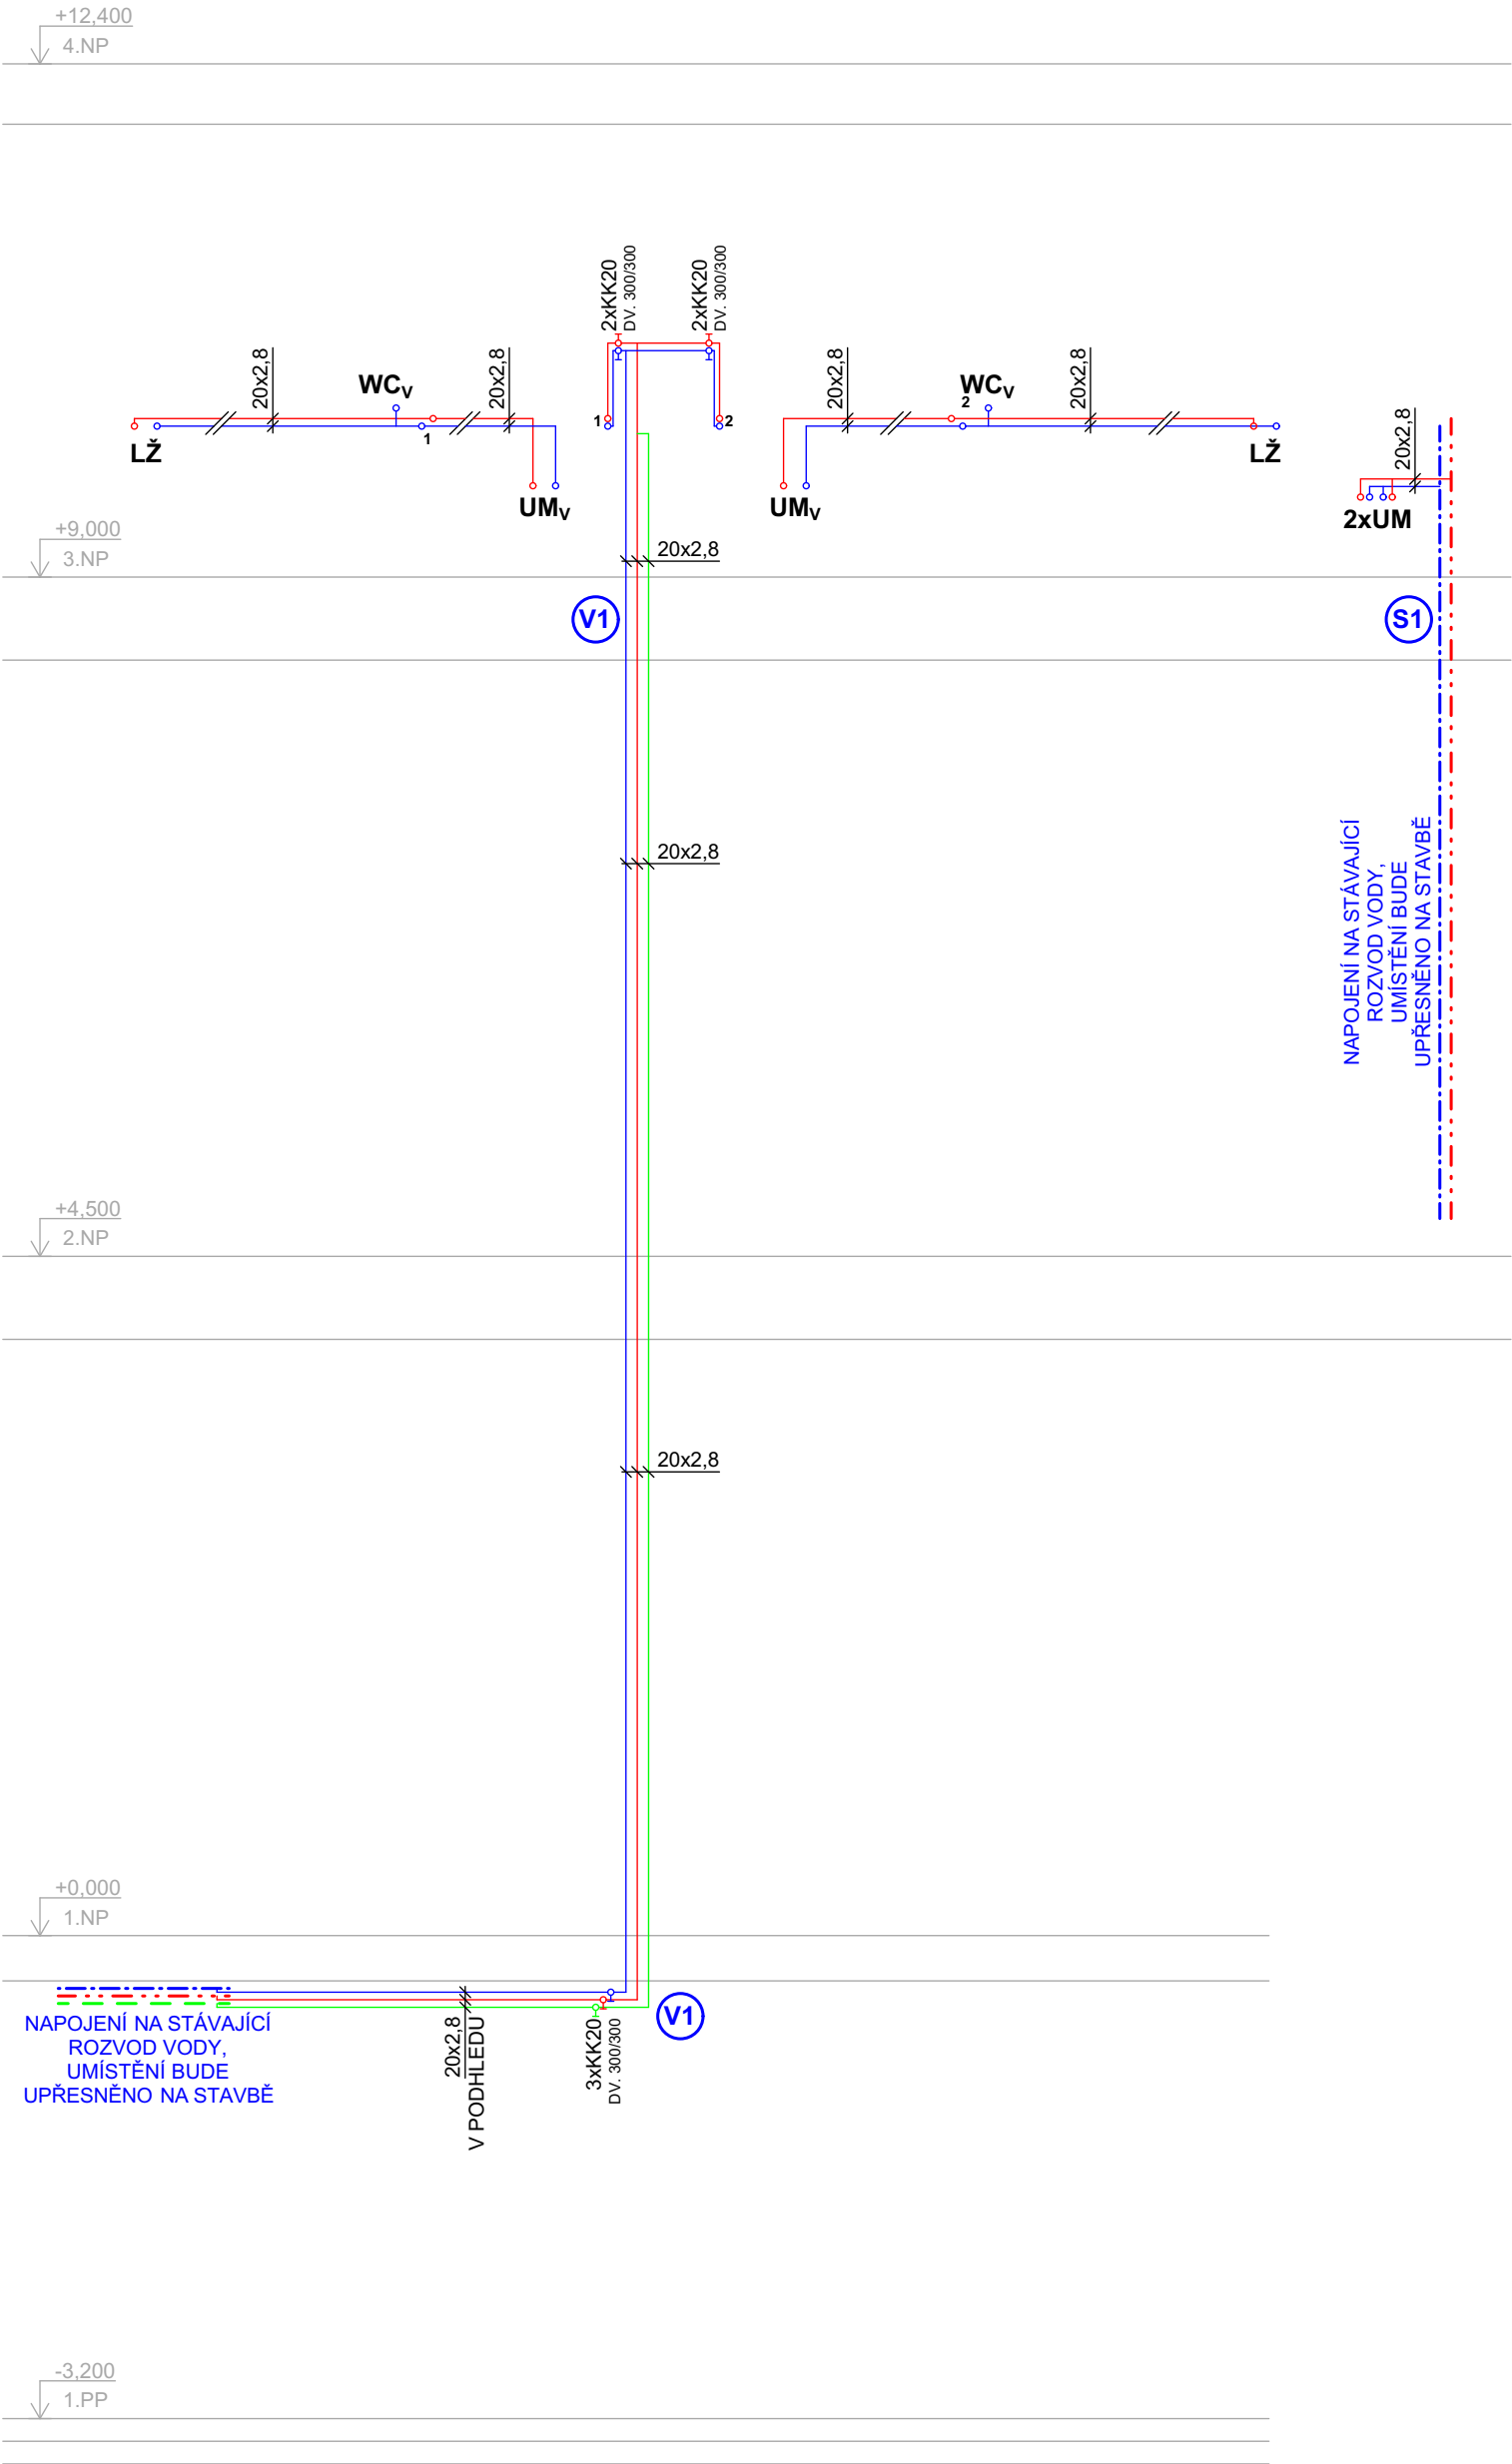 +12,400
4.NP
2xKK20
DV. 300/300
2xKK20
DV. 300/300
20x2,8
WCV
20x2,8
20x2,8
WCV
2
20x2,8
1
2
1
LŽ
LŽ
20x2,8
UMV
UMV
2xUM
+9,000
3.NP
20x2,8
V1
S1
20x2,8
NAPOJENÍ NA STÁVAJÍCÍ
ROZVOD VODY,
UMÍSTĚNÍ BUDE
UPŘESNĚNO NA STAVBĚ
+4,500
2.NP
20x2,8
+0,000
1.NP
NAPOJENÍ NA STÁVAJÍCÍ
ROZVOD VODY,
UMÍSTĚNÍ BUDE
UPŘESNĚNO NA STAVBĚ
20x2,8
V PODHLEDU
3xKK20
DV. 300/300
V1
-3,200
1.PP